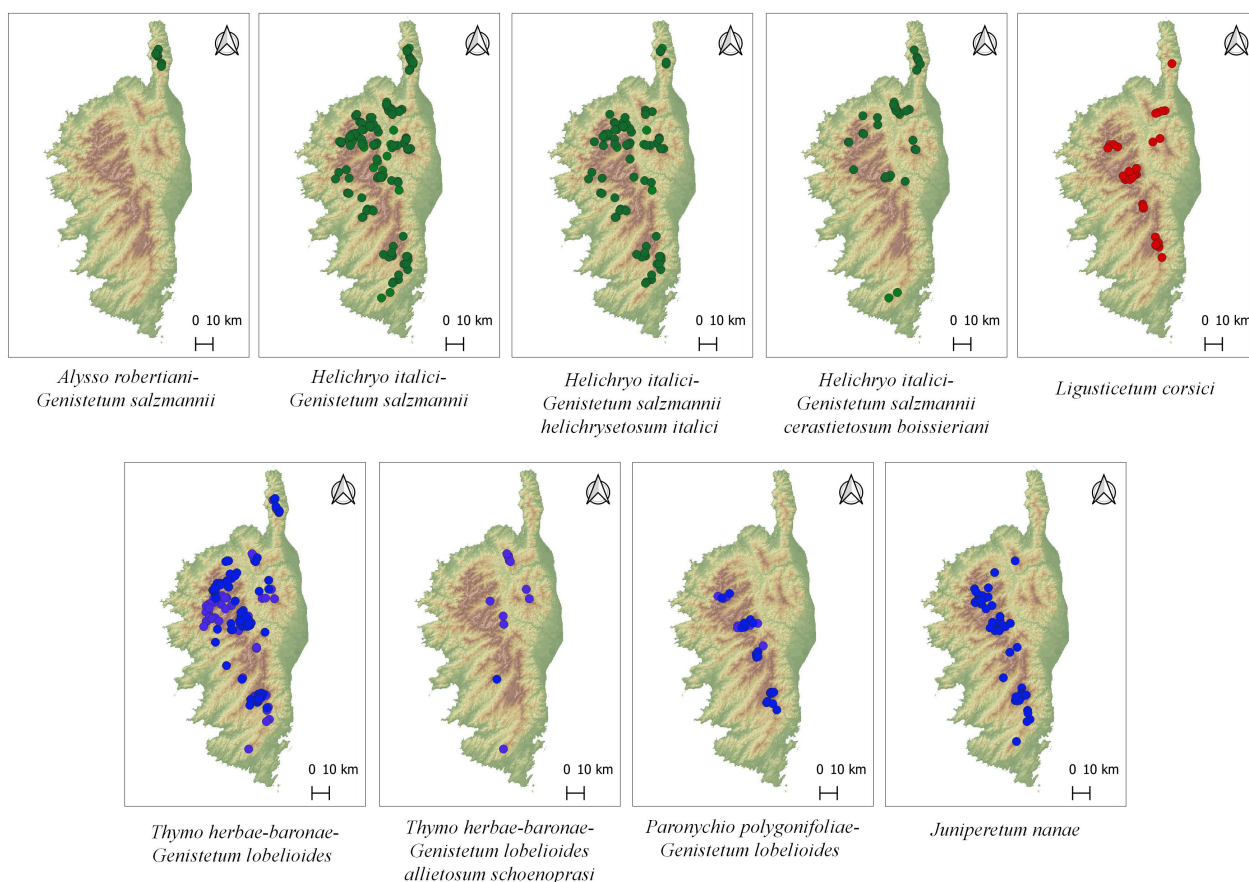 0 10 km
0 10 km
0 10 km
0 10 km
0 10 km
Alysso robertiani-
Genistetum salzmannii
Helichryo italici-
Genistetum salzmannii
Helichryo italici-
Genistetum salzmannii
helichrysetosum italici
Helichryo italici-
Genistetum salzmannii
cerastietosum boissieriani
Ligusticetum corsici
0 10 km
0 10 km
0 10 km
0 10 km
Thymo herbae-baronae-
Genistetum lobelioides
Thymo herbae-baronae-
Genistetum lobelioides
allietosum schoenoprasi
Paronychio polygonifoliae-
Genistetum lobelioides
Juniperetum nanae